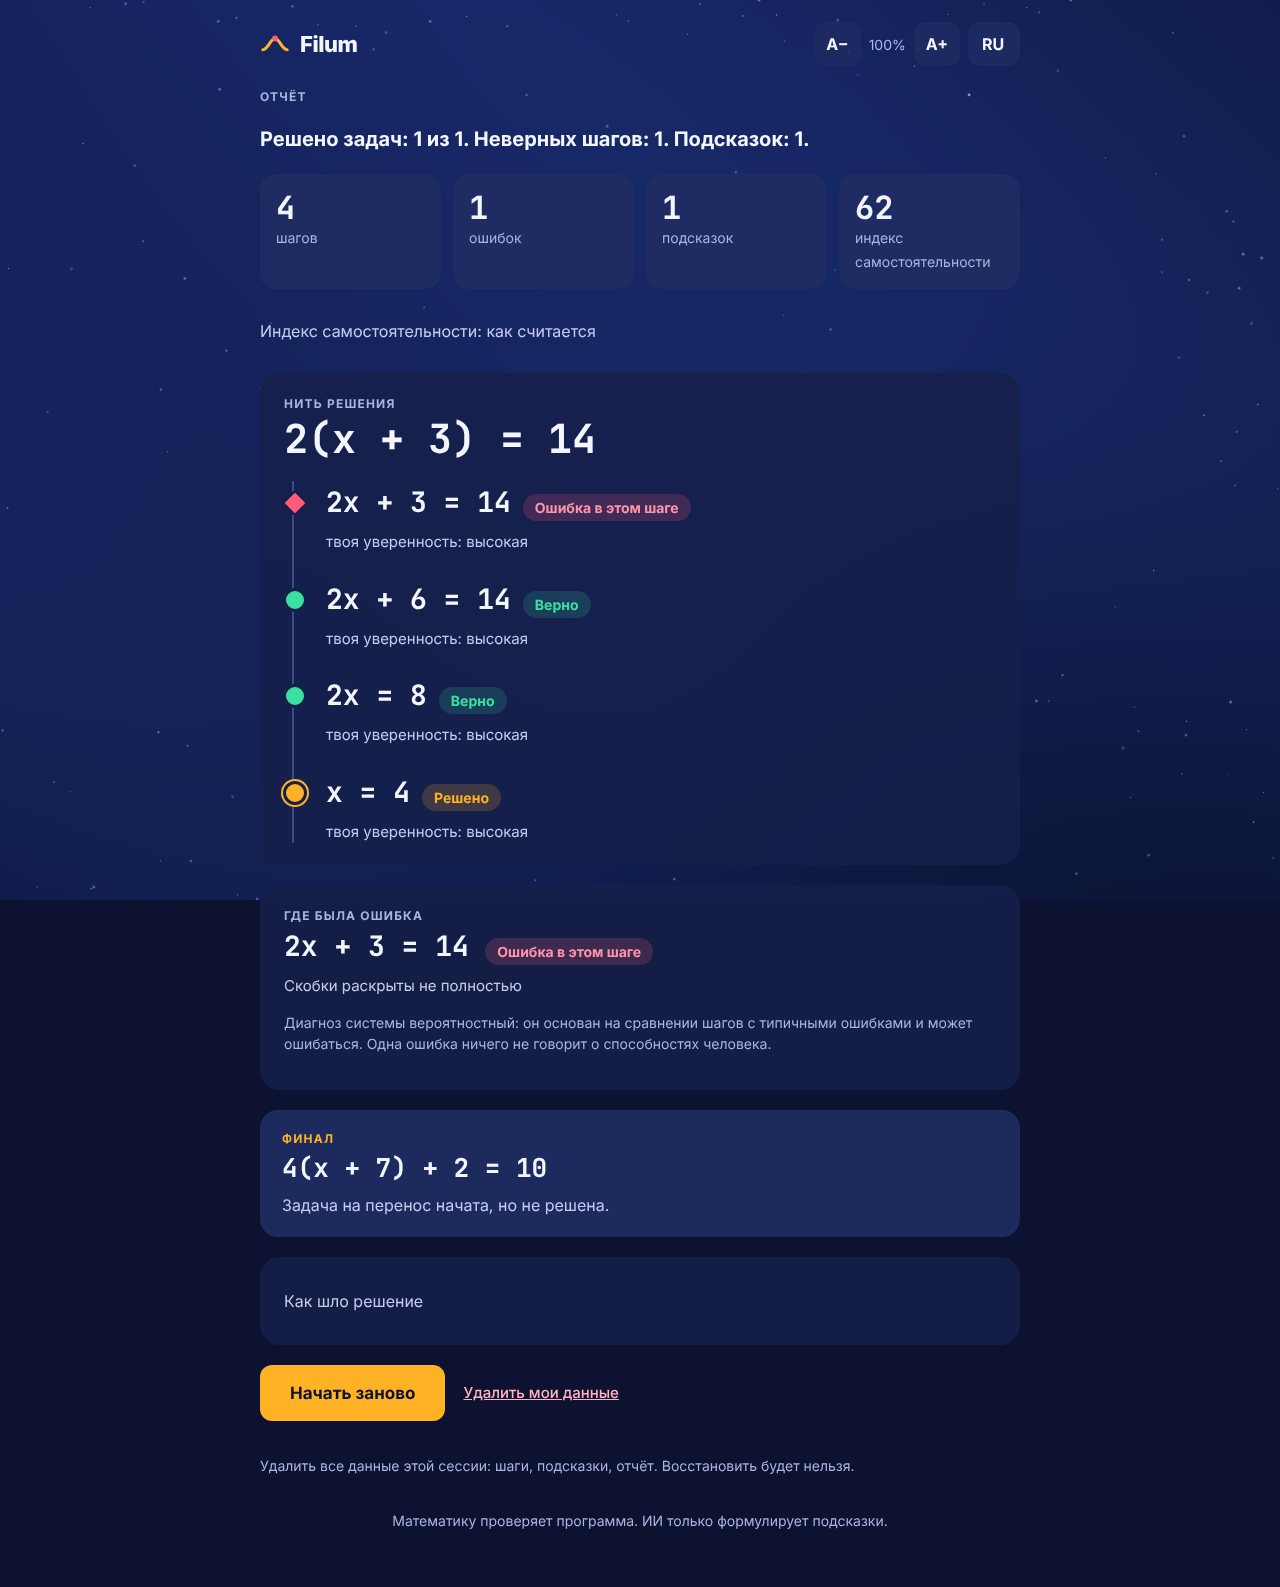 Filum
A− 100% A+ RU
ОТЧЁТ
Решено задач: 1 из 1. Неверных шагов: 1. Подсказок: 1.
4
шагов
1
ошибок
1
подсказок
62
индекс
самостоятельности
Индекс самостоятельности: как считается
НИТЬ РЕШЕНИЯ
2(x + 3) = 14
2x + 3 = 14 Ошибка в этом шаге
твоя уверенность: высокая
2x + 6 = 14 Верно
твоя уверенность: высокая
2x = 8 Верно
твоя уверенность: высокая
x = 4 Решено
твоя уверенность: высокая
ГДЕ БЫЛА ОШИБКА
2x + 3 = 14 Ошибка в этом шаге
Скобки раскрыты не полностью
Диагноз системы вероятностный: он основан на сравнении шагов с типичными ошибками и может
ошибаться. Одна ошибка ничего не говорит о способностях человека.
ФИНАЛ
4(x + 7) + 2 = 10
Задача на перенос начата, но не решена.
Как шло решение
Начать заново Удалить мои данные
Удалить все данные этой сессии: шаги, подсказки, отчёт. Восстановить будет нельзя.
Математику проверяет программа. ИИ только формулирует подсказки.